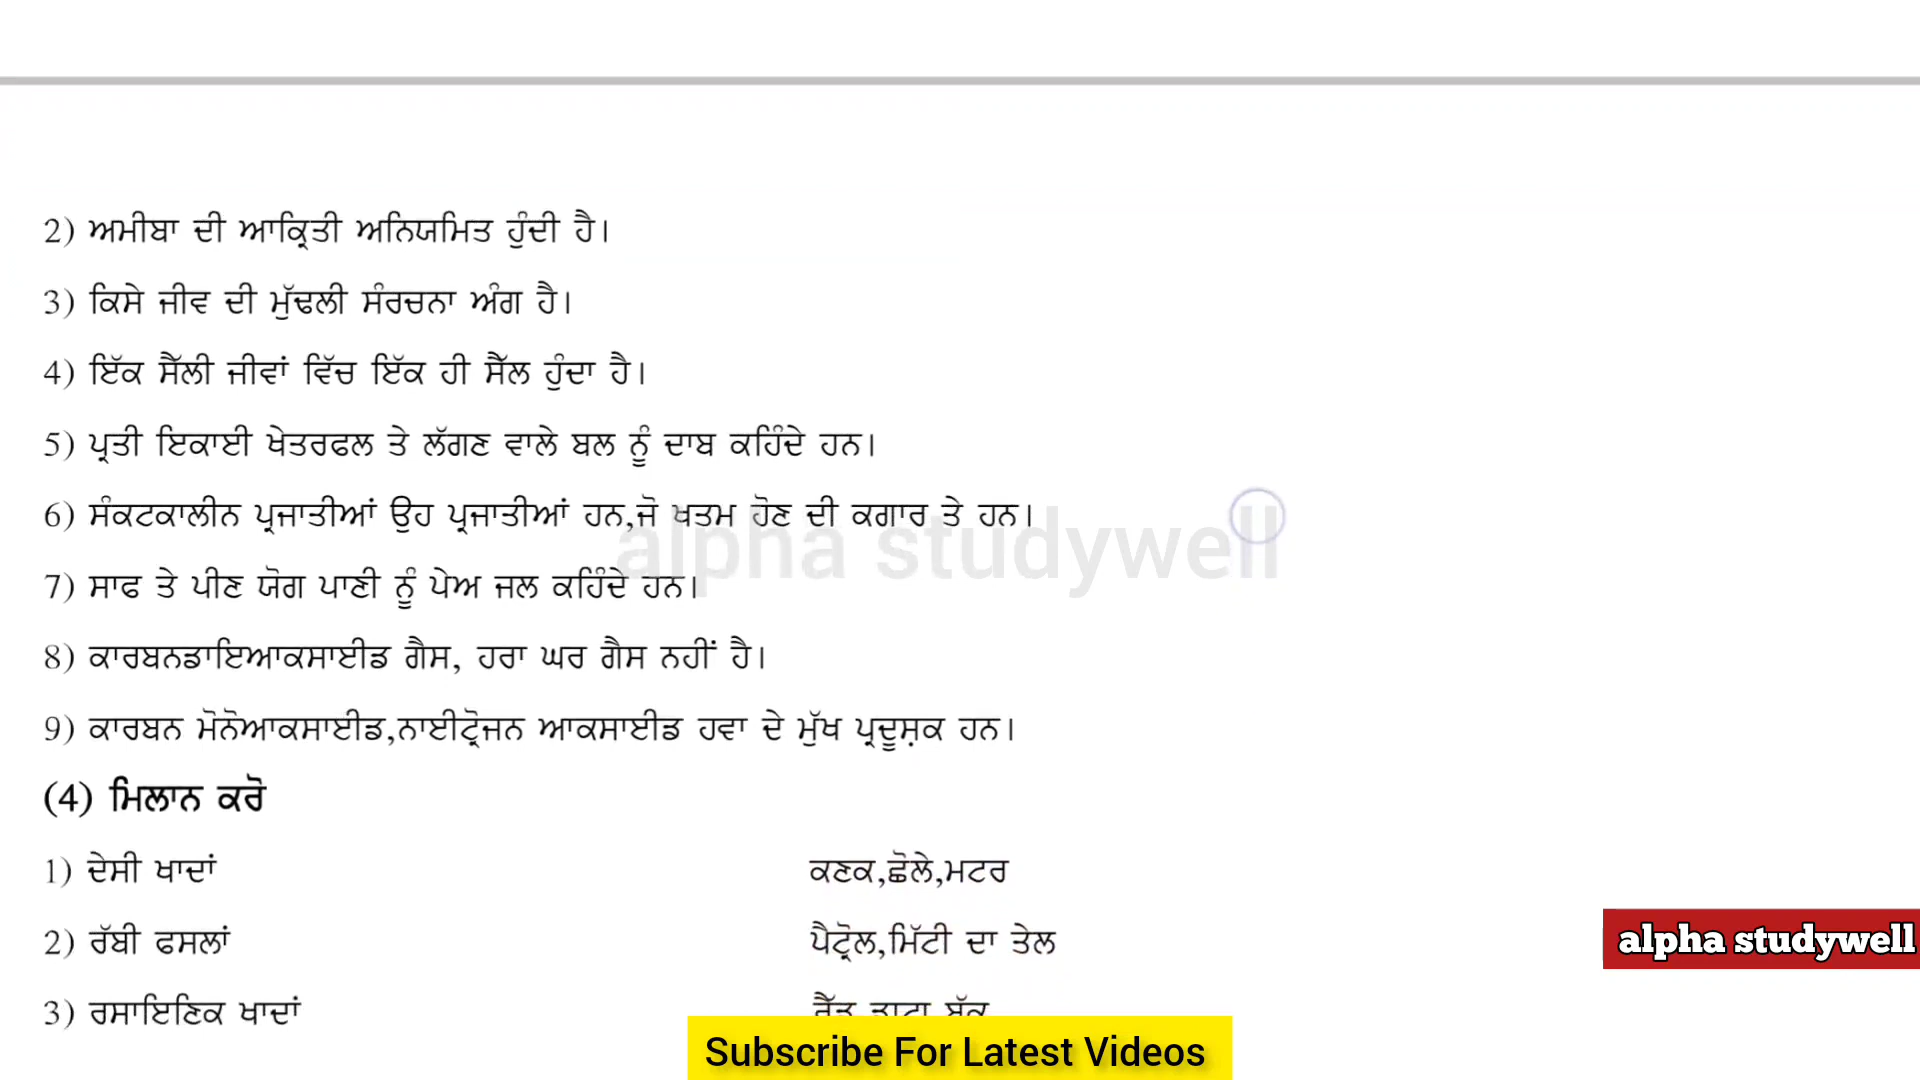 2) ਅਮੀਬਾ ਦੀ ਆਕ੍ਰਿਤੀ ਅਨਿਯਮਿਤ ਹੁੰਦੀ ਹੈ।
3) ਕਿਸੇ ਜੀਵ ਦੀ ਮੁੱਢਲੀ ਸੰਰਚਨਾ ਅੰਗ ਹੈ।
4) ਇੱਕ ਸੈੱਲੀ ਜੀਵਾਂ ਵਿੱਚ ਇੱਕ ਹੀ ਸੈੱਲ ਹੁੰਦਾ ਹੈ।
5) ਪ੍ਰਤੀ ਇਕਾਈ ਖੇਤਰਫਲ ਤੇ ਲੱਗਣ ਵਾਲੇ ਬਲ ਨੂੰ ਦਾਬ ਕਹਿੰਦੇ ਹਨ।
6) ਸੰਕਟਕਾਲੀਨ ਪ੍ਰਜਾਤੀਆਂ ਉਹ ਪ੍ਰਜਾਤੀਆਂ ਹਨ,ਜੋ ਖਤਮ ਹੋਣ ਦੀ ਕਗਾਰ ਤੇ ਹਨ।
alpha studywell
7) ਸਾਫ ਤੇ ਪੀਣ ਯੋਗ ਪਾਣੀ ਨੂੰ ਪੇਅ ਜਲ ਕਹਿੰਦੇ ਹਨ।
8) ਕਾਰਬਨਡਾਇਆਕਸਾਈਡ ਗੈਸ, ਹਰਾ ਘਰ ਗੈਸ ਨਹੀਂ ਹੈ।
9) ਕਾਰਬਨ ਮੋਨੋਆਕਸਾਈਡ,ਨਾਈਟ੍ਰੋਜਨ ਆਕਸਾਈਡ ਹਵਾ ਦੇ ਮੁੱਖ ਪ੍ਰਦੂਸ਼ਕ ਹਨ।
(4) ਮਿਲਾਨ ਕਰੋ
1) ਦੇਸੀ ਖਾਦਾਂ ਕਣਕ,ਛੋਲੇ,ਮਟਰ
2) ਰੱਬੀ ਫਸਲਾਂ ਪੈਟ੍ਰੋਲ,ਮਿੱਟੀ ਦਾ ਤੇਲ
alpha studywell
3) ਰਸਾਇਣਿਕ ਖਾਦਾਂ ਰੈੱਡ ਡਾਟਾ ਬੁੱਕ
Subscribe For Latest Videos